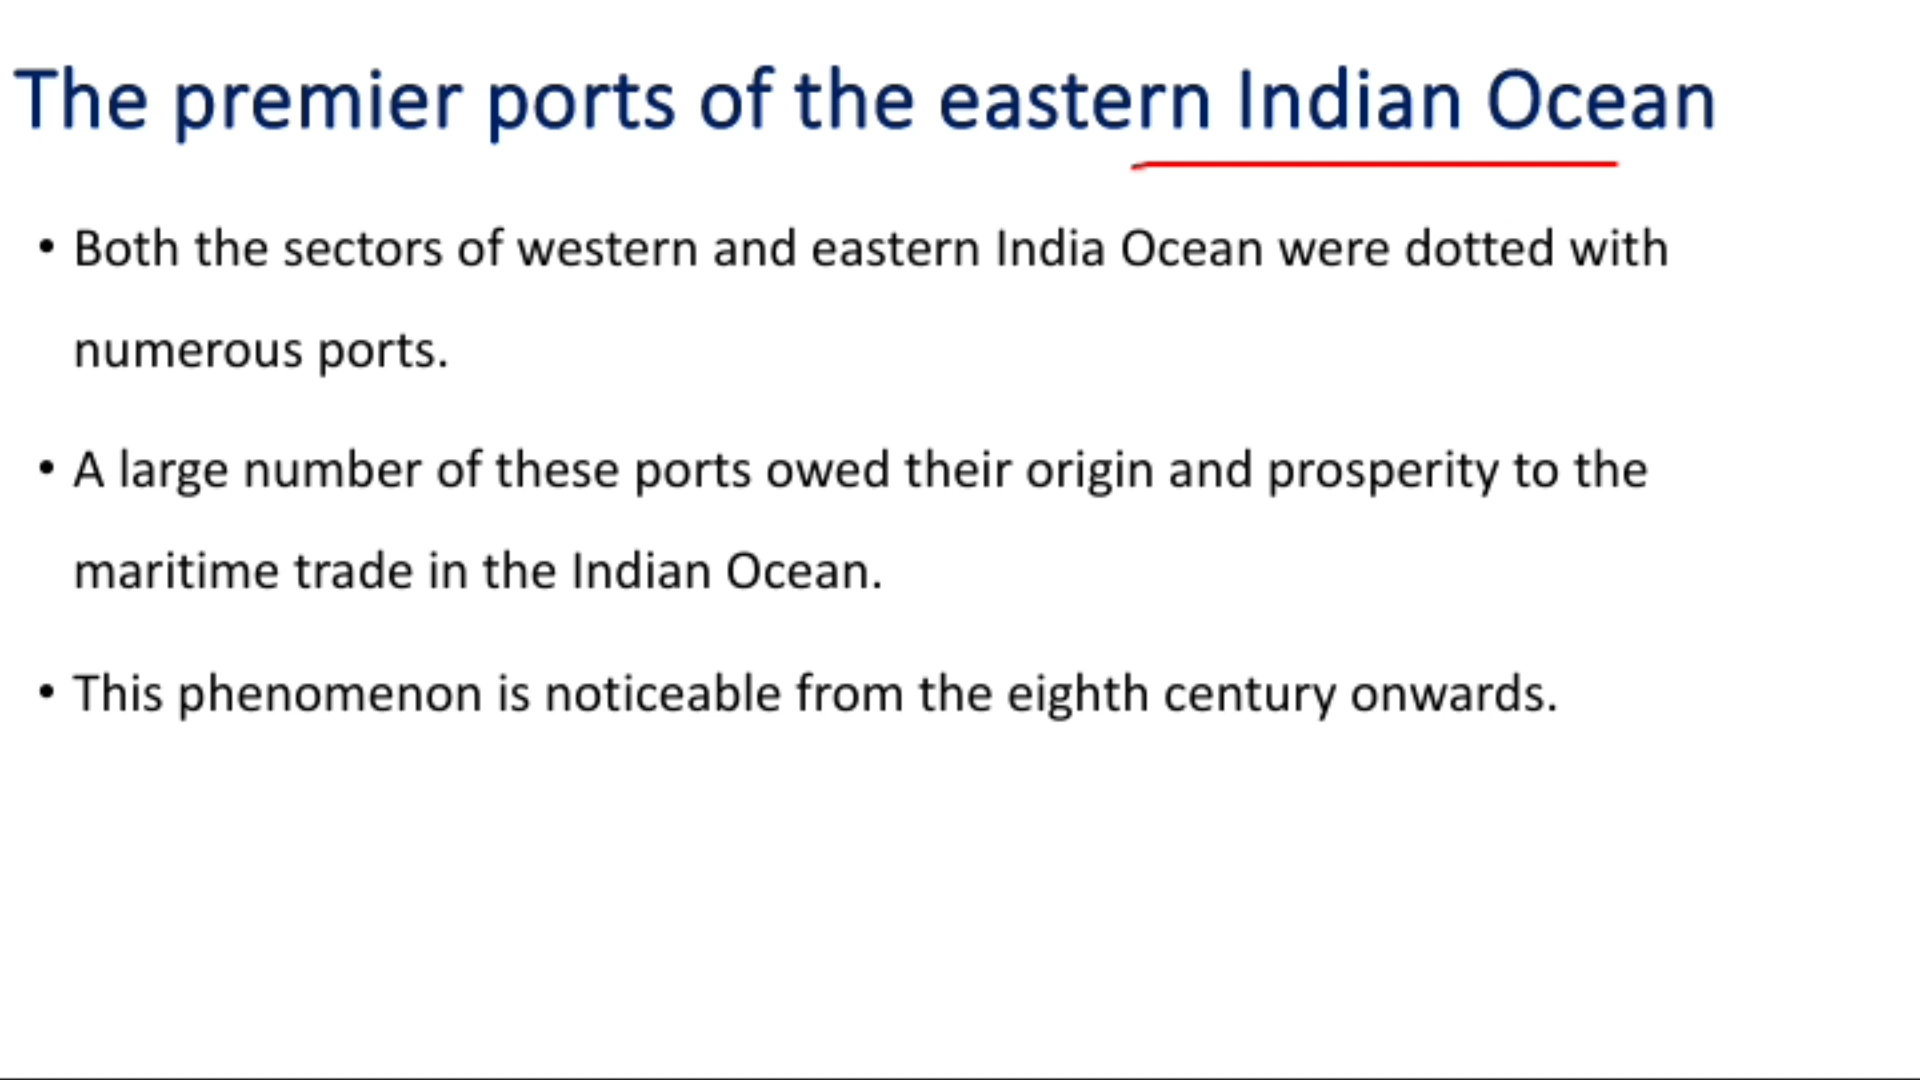 The premier ports of the eastern Indian Ocean
• Both the sectors of western and eastern India Ocean were dotted with
numerous ports.
• A large number of these ports owed their origin and prosperity to the
maritime trade in the Indian Ocean.
• This phenomenon is noticeable from the eighth century onwards.